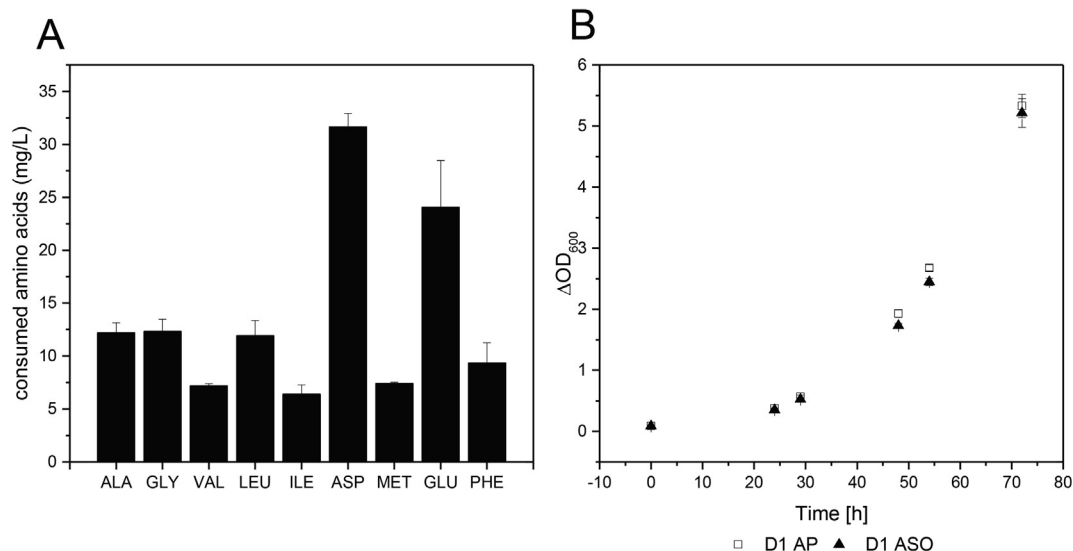 A
consumed amino acids (mg/L)
35
30
25
20
15
10
5
0
ALA GLY VAL LEU ILE ASP MET GLU PHE
B
ΔOD600
6
5
4
3
2
1
0
-10 0 10 20 30 40 50 60 70 80
Time [h]
□ D1 AP ▲ D1 ASO